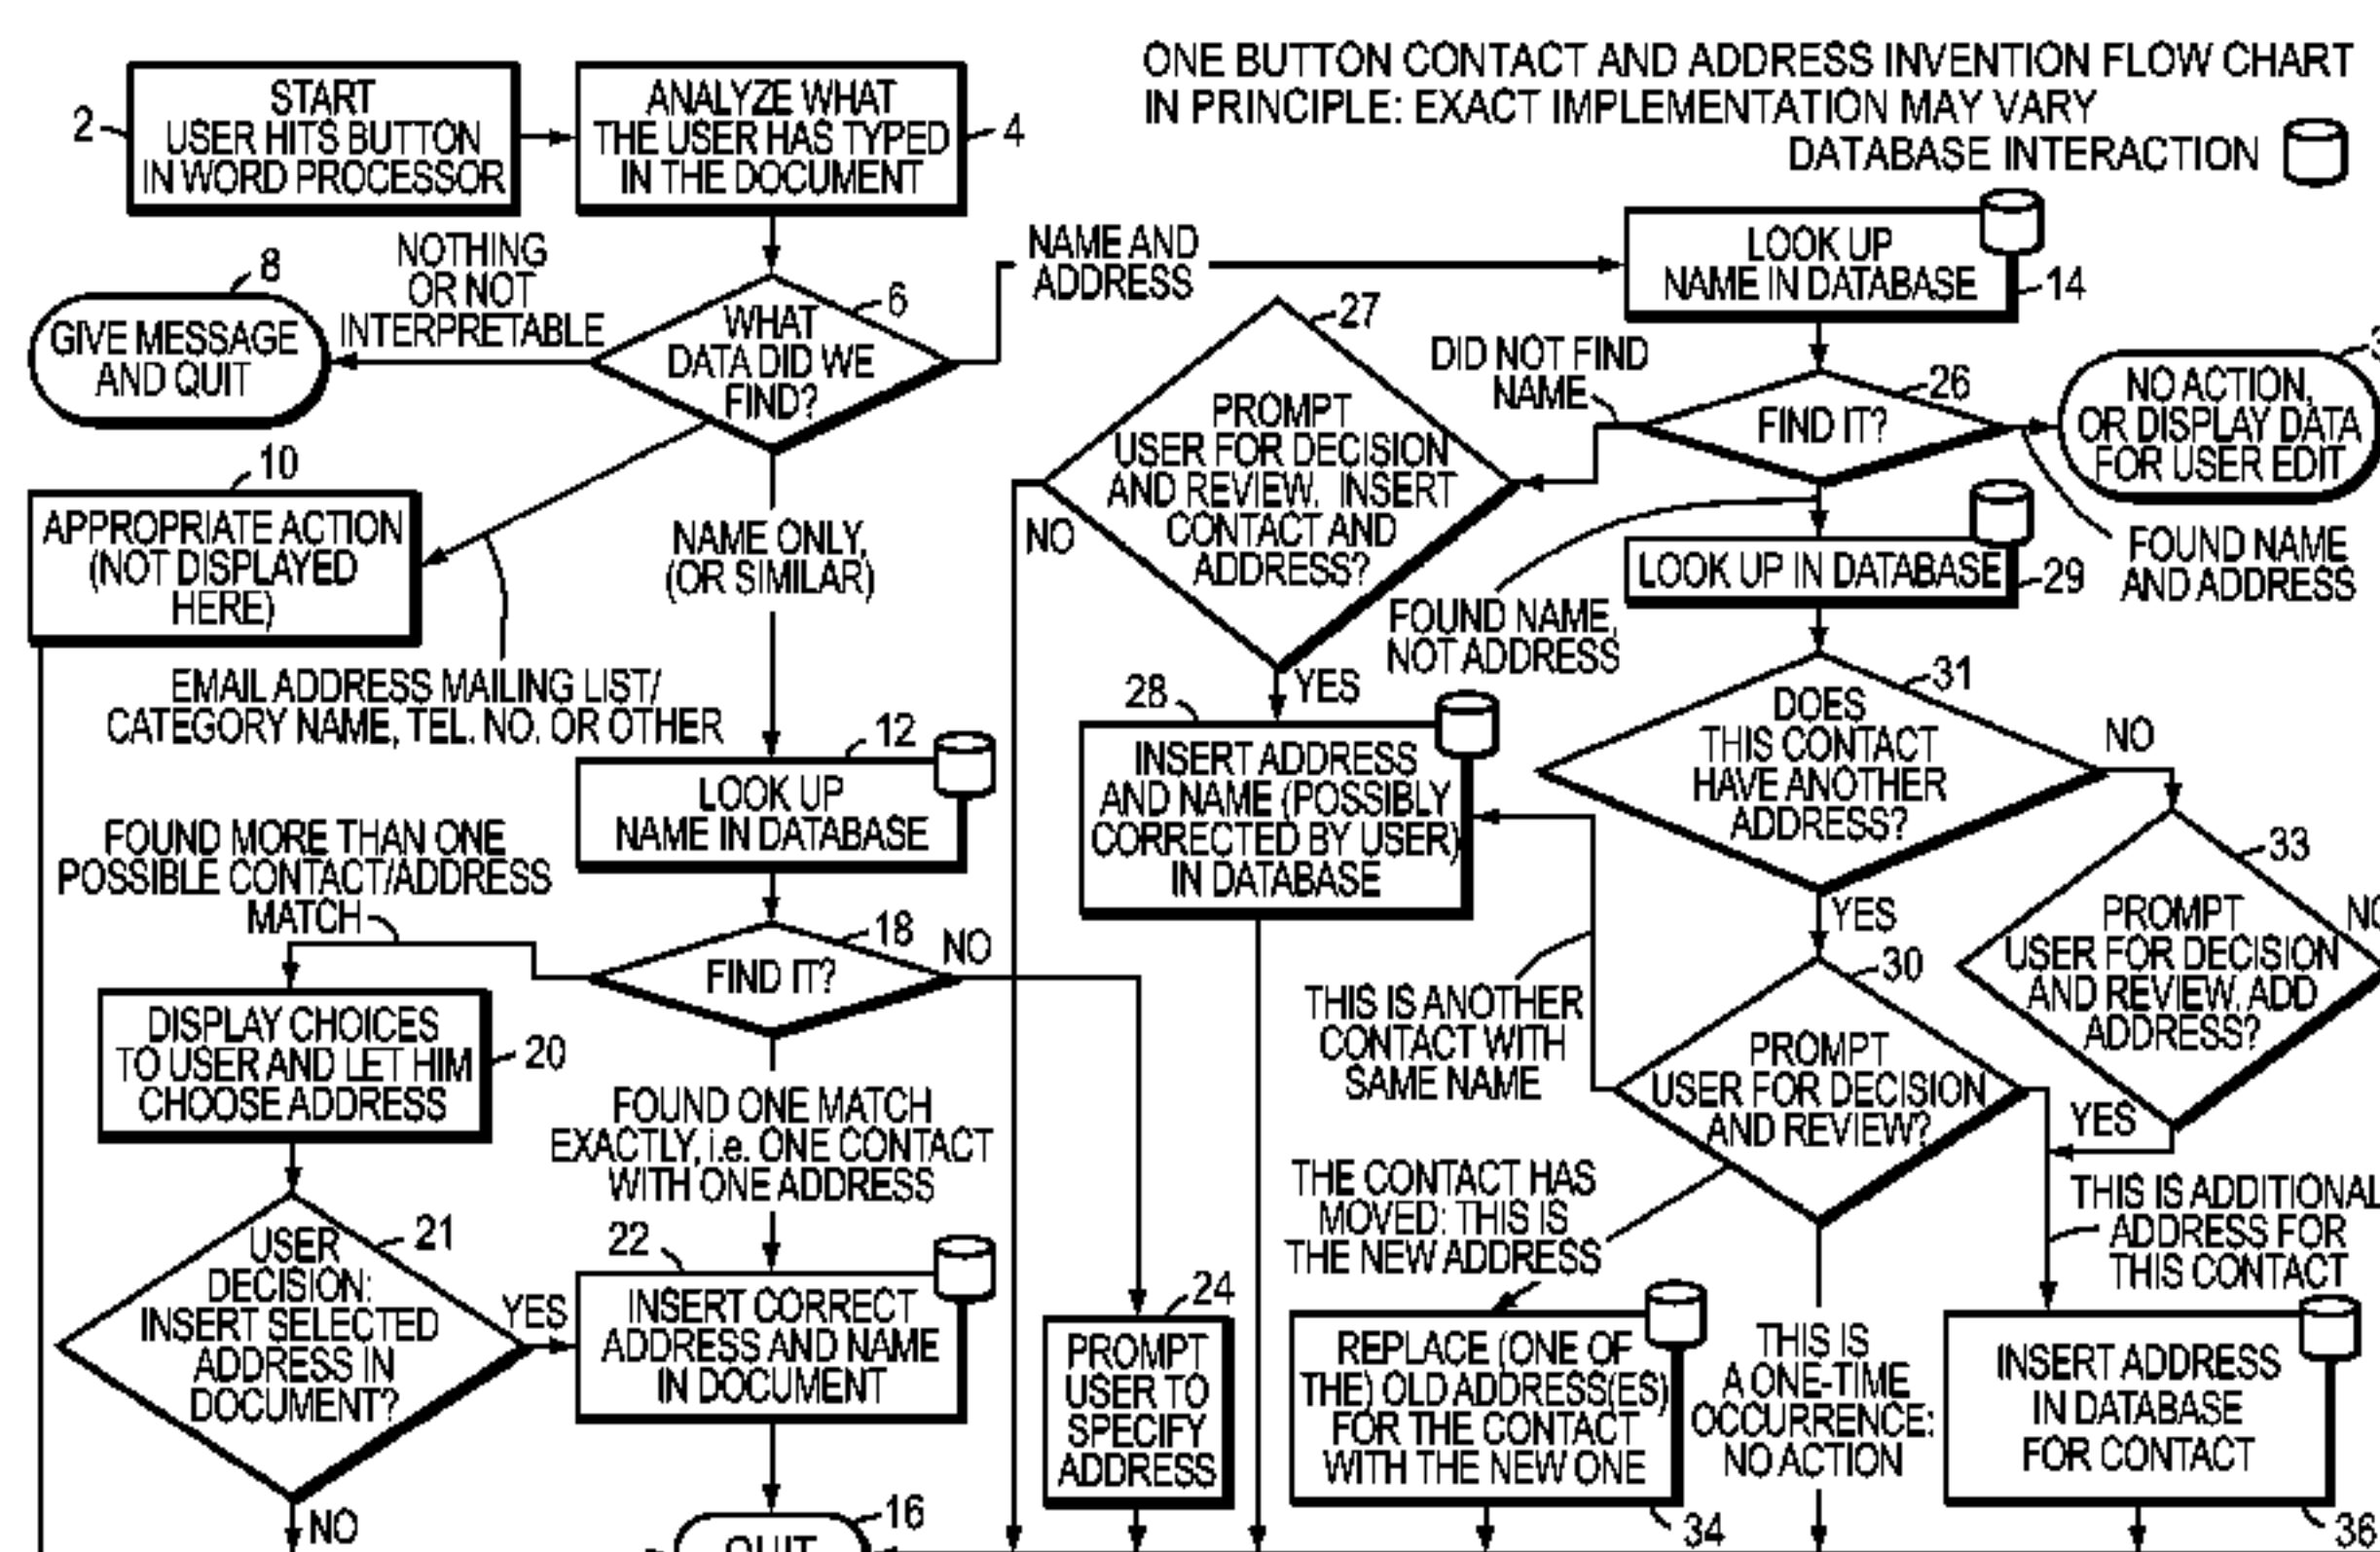 ONE BUTTON CONTACT AND ADDRESS INVENTION FLOW CHART
IN PRINCIPLE: EXACT IMPLEMENTATION MAY VARY
DATABASE INTERACTION
2
START
USER HITS BUTTON
IN WORD PROCESSOR
ANALYZE WHAT
THE USER HAS TYPED
IN THE DOCUMENT
4
NOTHING
OR NOT
INTERPRETABLE
8
GIVE MESSAGE
AND QUIT
6
WHAT
DATA DID WE
FIND?
NAME AND
ADDRESS
LOOK UP
NAME IN DATABASE
14
27
PROMPT
USER FOR DECISION
AND REVIEW. INSERT
CONTACT AND
ADDRESS?
DID NOT FIND
NAME
26
FIND IT?
NO ACTION,
OR DISPLAY DATA
FOR USER EDIT
10
APPROPRIATE ACTION
(NOT DISPLAYED
HERE)
NAME ONLY,
(OR SIMILAR)
NO
LOOK UP IN DATABASE
29
FOUND NAME
AND ADDRESS
FOUND NAME,
NOT ADDRESS
EMAIL ADDRESS MAILING LIST/
CATEGORY NAME, TEL. NO. OR OTHER
YES
28
INSERT ADDRESS
AND NAME (POSSIBLY
CORRECTED BY USER)
IN DATABASE
31
DOES
THIS CONTACT
HAVE ANOTHER
ADDRESS?
NO
12
LOOK UP
NAME IN DATABASE
FOUND MORE THAN ONE
POSSIBLE CONTACT/ADDRESS
MATCH
18
FIND IT?
NO
YES
33
PROMPT
USER FOR DECISION
AND REVIEW. ADD
ADDRESS?
YES
DISPLAY CHOICES
TO USER AND LET HIM
CHOOSE ADDRESS
20
FOUND ONE MATCH
EXACTLY, i.e. ONE CONTACT
WITH ONE ADDRESS
THIS IS ANOTHER
CONTACT WITH
SAME NAME
30
PROMPT
USER FOR DECISION
AND REVIEW?
THE CONTACT HAS
MOVED: THIS IS
THE NEW ADDRESS
THIS IS ADDITIONAL
ADDRESS FOR
THIS CONTACT
21
USER
DECISION:
INSERT SELECTED
ADDRESS IN
DOCUMENT?
YES
22
INSERT CORRECT
ADDRESS AND NAME
IN DOCUMENT
24
PROMPT
USER TO
SPECIFY
ADDRESS
REPLACE (ONE OF
THE) OLD ADDRESS(ES)
FOR THE CONTACT
WITH THE NEW ONE
34
THIS IS
A ONE-TIME
OCCURRENCE:
NO ACTION
INSERT ADDRESS
IN DATABASE
FOR CONTACT
36
NO
16
QUIT